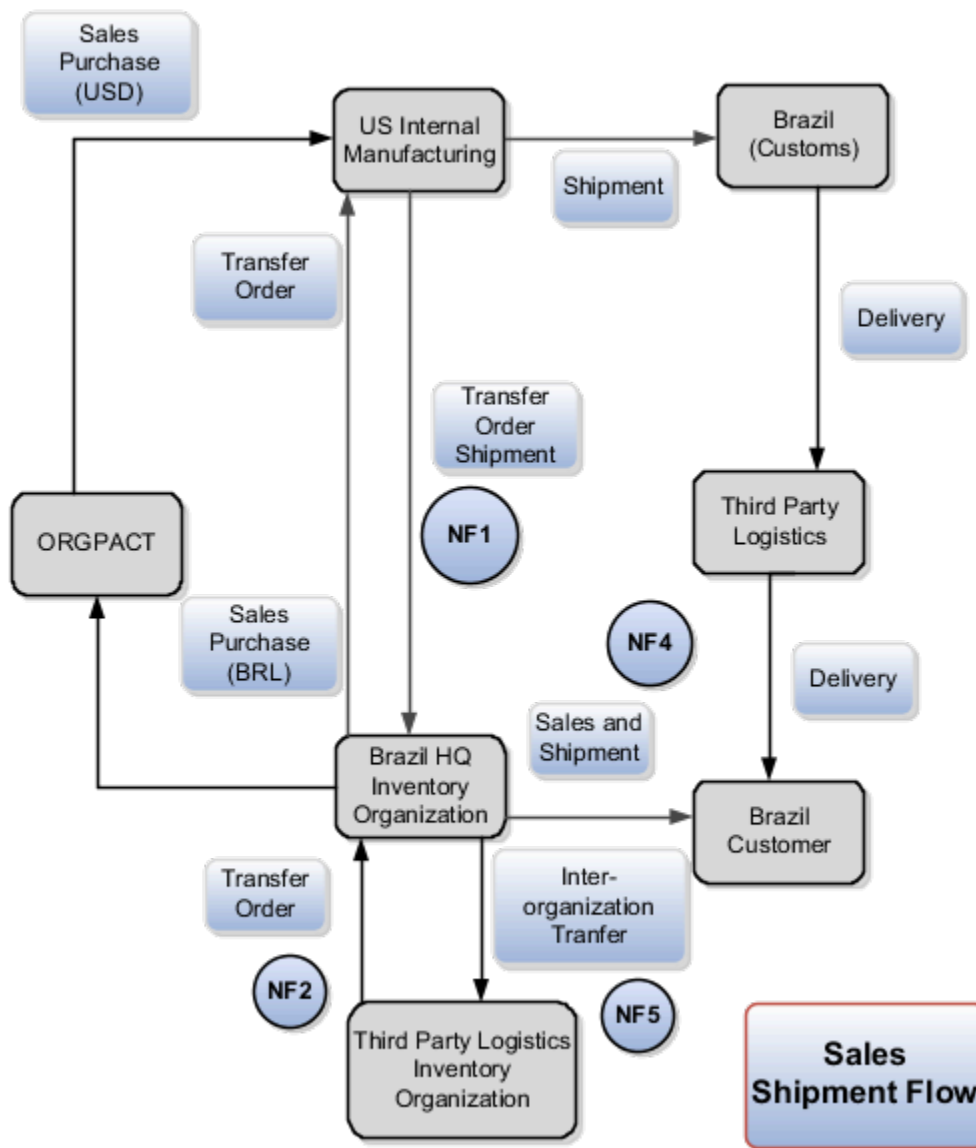 Sales
Purchase
(USD)
US Internal
Manufacturing
Brazil
(Customs)
Shipment
Transfer
Order
Delivery
Transfer
Order
Shipment
NF1
ORGPACT
Third Party
Logistics
Sales
Purchase
(BRL)
NF4
Delivery
Sales and
Shipment
Brazil HQ
Inventory
Organization
Brazil
Customer
Transfer
Order
Inter-
organization
Tranfer
NF2
NF5
Third Party Logistics
Inventory
Organization
Sales
Shipment Flow